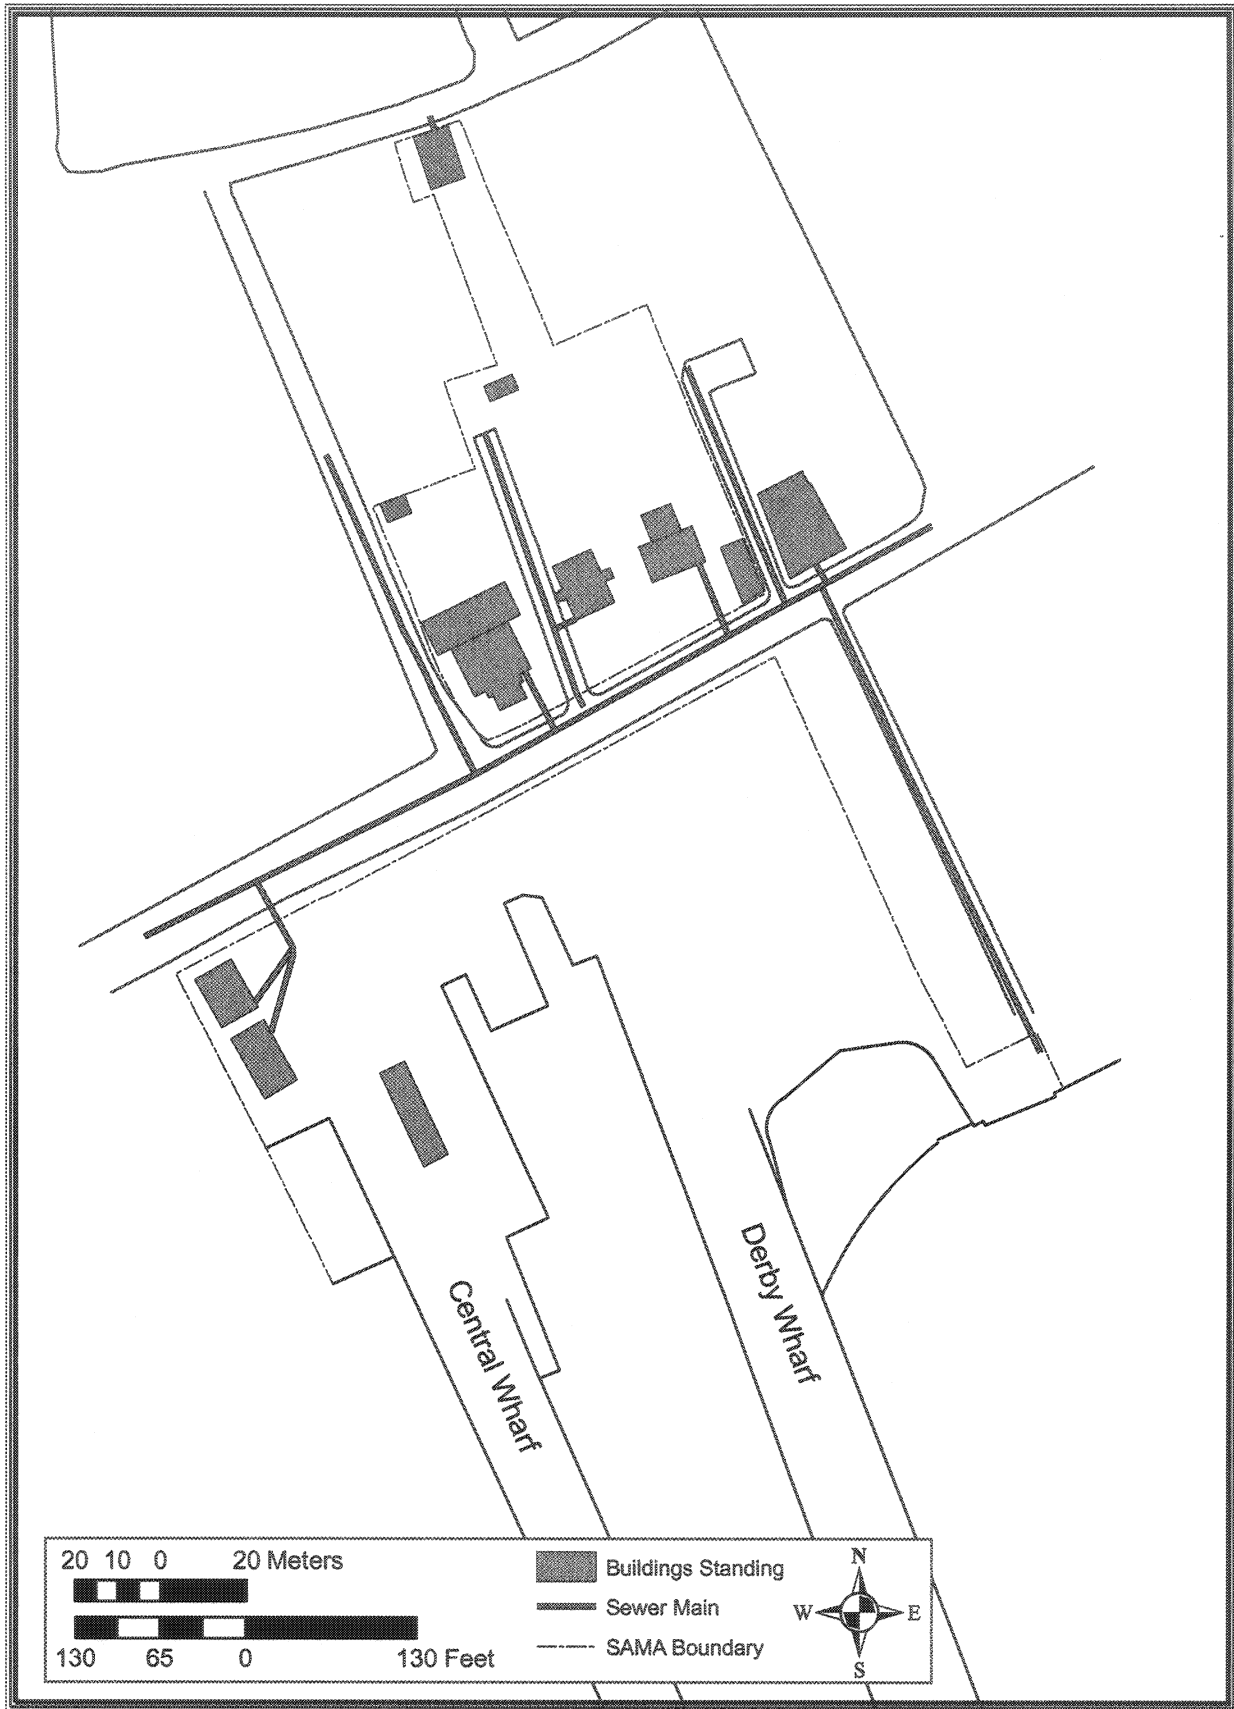 Derby Wharf
Central Wharf
20 10 0 20 Meters
130 65 0 130 Feet
Buildings Standing
Sewer Main
SAMA Boundary
N
W E
S